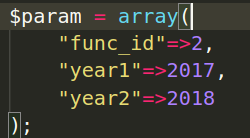 $param = array(
"func_id"=>2,
"year1"=>2017,
"year2"=>2018
);